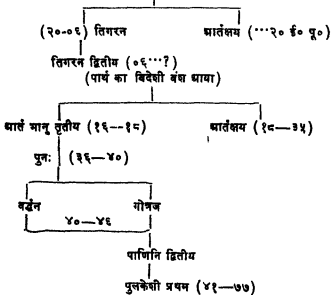 (२०-०६) तिगरन
आर्तक्षय (···२० ई० पू०)
तिगरन द्वितीय (०६···?)
(पार्थ का विदेशी वंश आया)
आर्त भानु तृतीय (१६—१८)
आर्तक्षय (१८—३५)
पुनः (३६—४०)
वर्द्धन
गोत्रज
४०—४६
पाणिनि द्वितीय
पुलकेशी प्रथम (४१—७७)